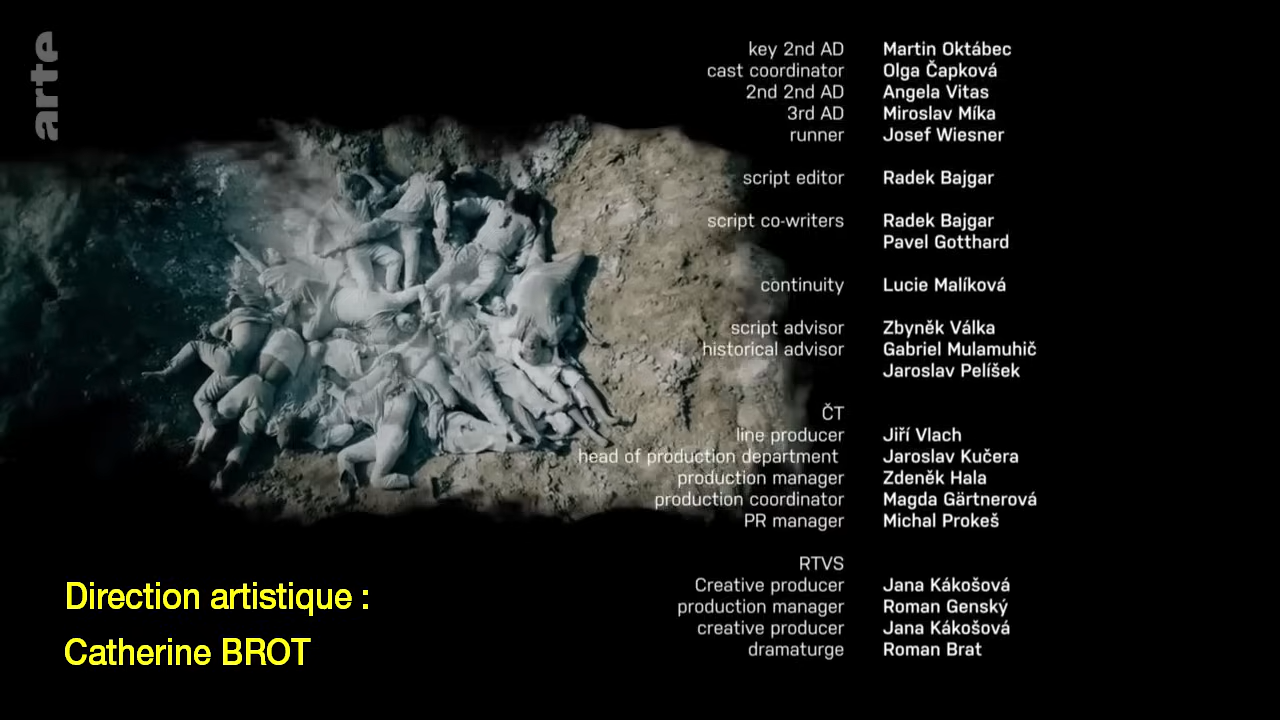 arte
key 2nd AD Martin Oktábec
cast coordinator Olga Čapková
2nd 2nd AD Angela Vitas
3rd AD Miroslav Míka
runner Josef Wiesner
script editor Radek Bajgar
script co-writers Radek Bajgar
Pavel Gotthard
continuity Lucie Malíková
script advisor Zbyněk Válka
historical advisor Gabriel Mulamuhič
Jaroslav Pelíšek
ČT
line producer Jiří Vlach
head of production department Jaroslav Kučera
production manager Zdeněk Hala
production coordinator Magda Gärtnerová
PR manager Michal Prokeš
RTVS
Creative producer Jana Kákošová
production manager Roman Genský
creative producer Jana Kákošová
dramaturge Roman Brat
Direction artistique :
Catherine BROT